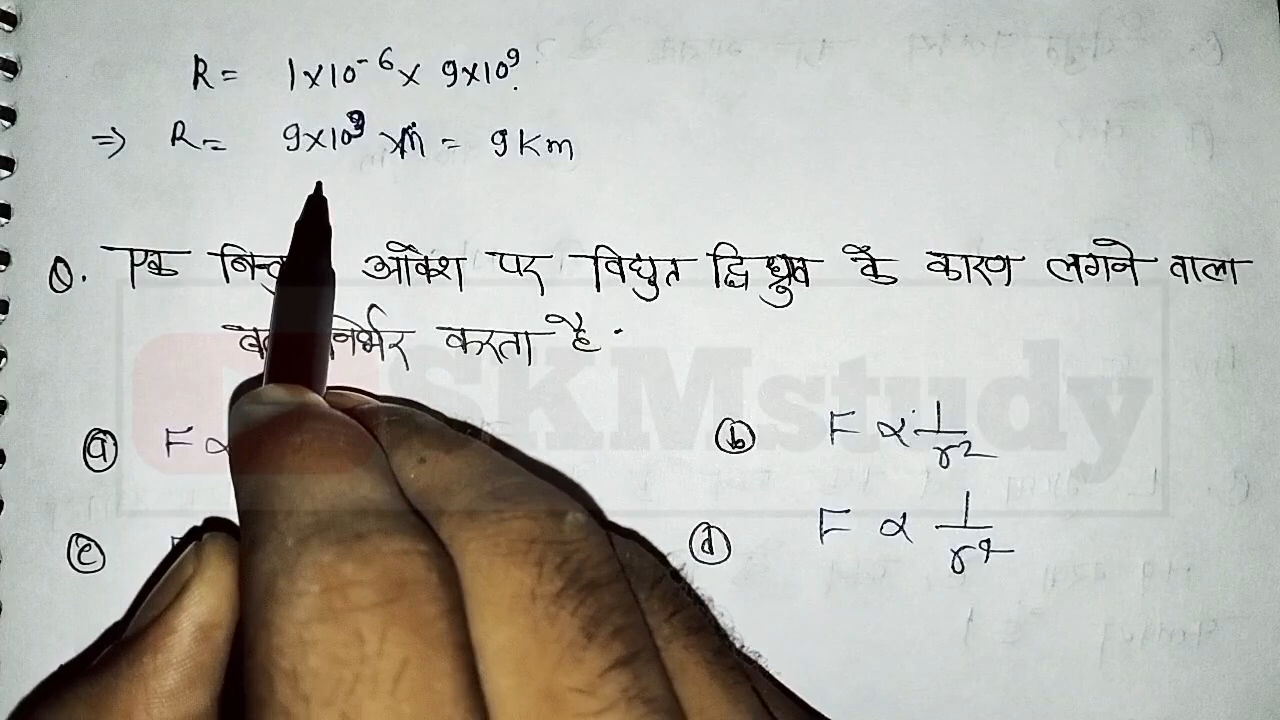 R = 1×10⁻⁶ × 9×10⁹
⇒ R = 9×10³ m = 9 Km
Q. एक आवेश पर विद्युत द्विध्रुव के कारण लगने वाला
निर्भर करता है.
SKMstudy
(a) F ∝
(b) F ∝ 1/r²
(c)
(d) F ∝ 1/r⁴